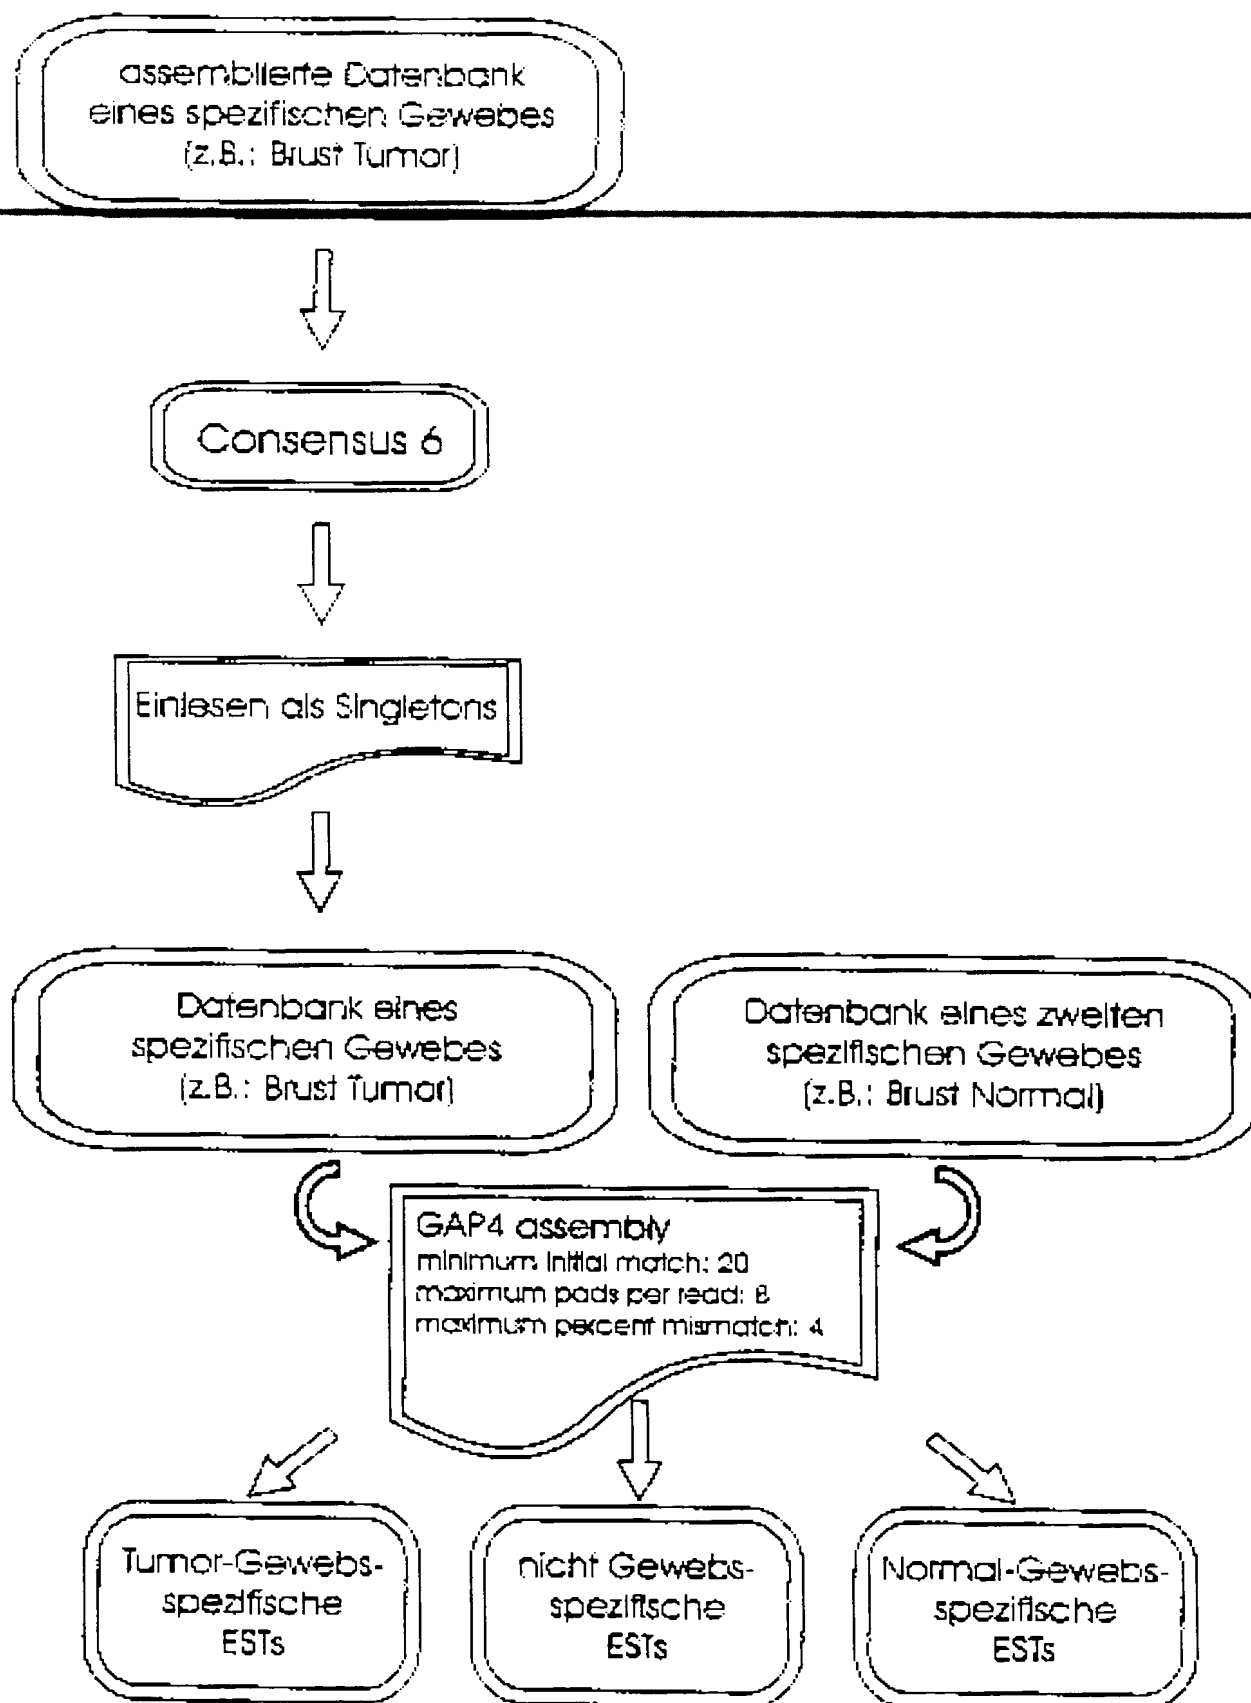 assemblierte Datenbank
eines spezifischen Gewebes
(z.B.: Brust Tumor)
Consensus 6
Einlesen als Singletons
Datenbank eines
spezifischen Gewebes
(z.B.: Brust Tumor)
Datenbank eines zweiten
spezifischen Gewebes
(z.B.: Brust Normal)
GAP4 assembly
minimum initial match: 20
maximum pads per read: 8
maximum percent mismatch: 4
Tumor-Gewebs-
spezifische
ESTs
nicht Gewebs-
spezifische
ESTs
Normal-Gewebs-
spezifische
ESTs